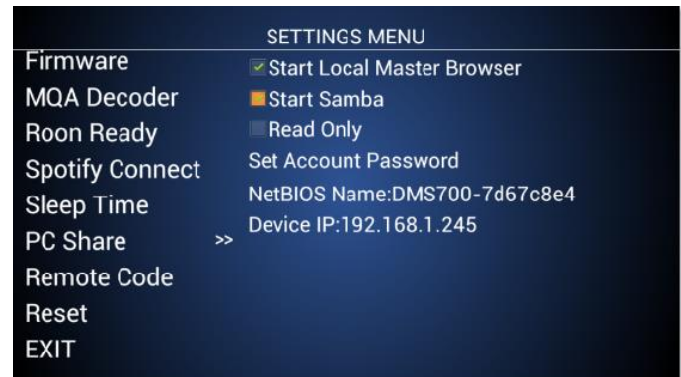 SETTINGS MENU
Firmware
MQA Decoder
Roon Ready
Spotify Connect
Sleep Time
PC Share >>
Remote Code
Reset
EXIT
Start Local Master Browser
Start Samba
Read Only
Set Account Password
NetBIOS Name:DMS700-7d67c8e4
Device IP:192.168.1.245